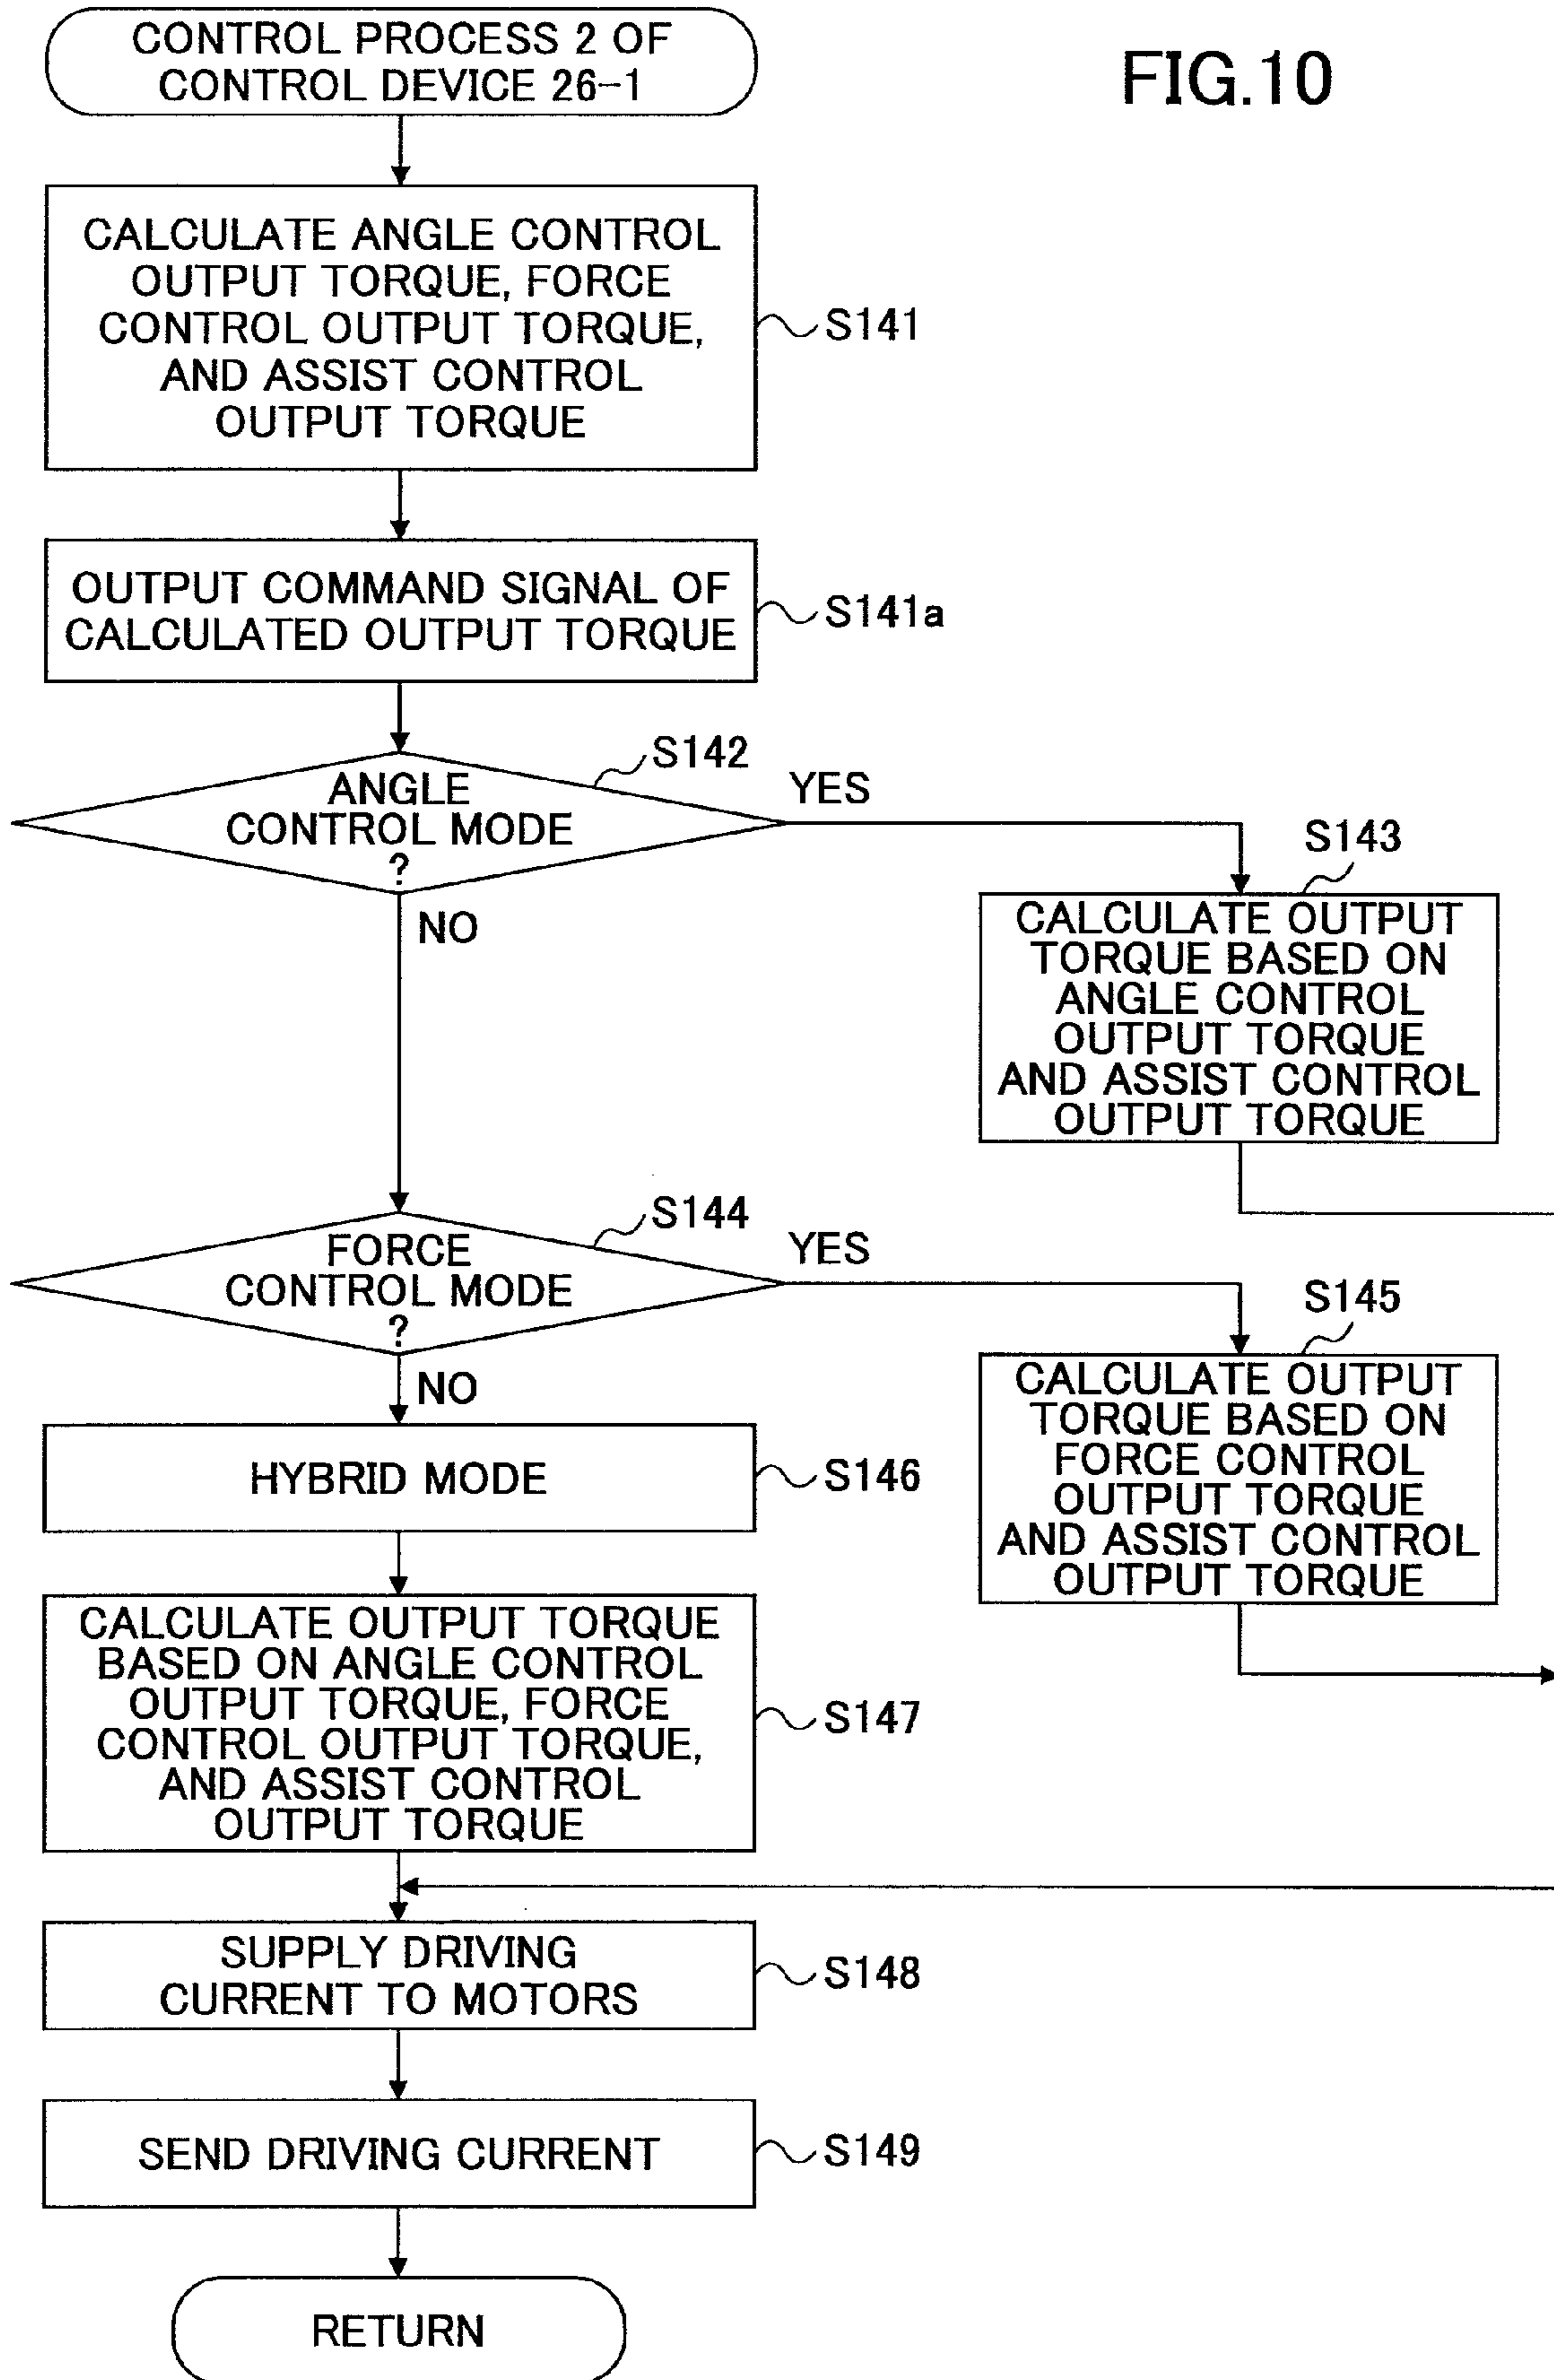 CONTROL PROCESS 2 OF
CONTROL DEVICE 26-1
FIG.10
CALCULATE ANGLE CONTROL
OUTPUT TORQUE, FORCE
CONTROL OUTPUT TORQUE,
AND ASSIST CONTROL
OUTPUT TORQUE
S141
OUTPUT COMMAND SIGNAL OF
CALCULATED OUTPUT TORQUE
S141a
S142
ANGLE
CONTROL MODE
?
YES
NO
S143
CALCULATE OUTPUT
TORQUE BASED ON
ANGLE CONTROL
OUTPUT TORQUE
AND ASSIST CONTROL
OUTPUT TORQUE
S144
FORCE
CONTROL MODE
?
YES
NO
S145
CALCULATE OUTPUT
TORQUE BASED ON
FORCE CONTROL
OUTPUT TORQUE
AND ASSIST CONTROL
OUTPUT TORQUE
HYBRID MODE
S146
CALCULATE OUTPUT TORQUE
BASED ON ANGLE CONTROL
OUTPUT TORQUE, FORCE
CONTROL OUTPUT TORQUE,
AND ASSIST CONTROL
OUTPUT TORQUE
S147
SUPPLY DRIVING
CURRENT TO MOTORS
S148
SEND DRIVING CURRENT
S149
RETURN